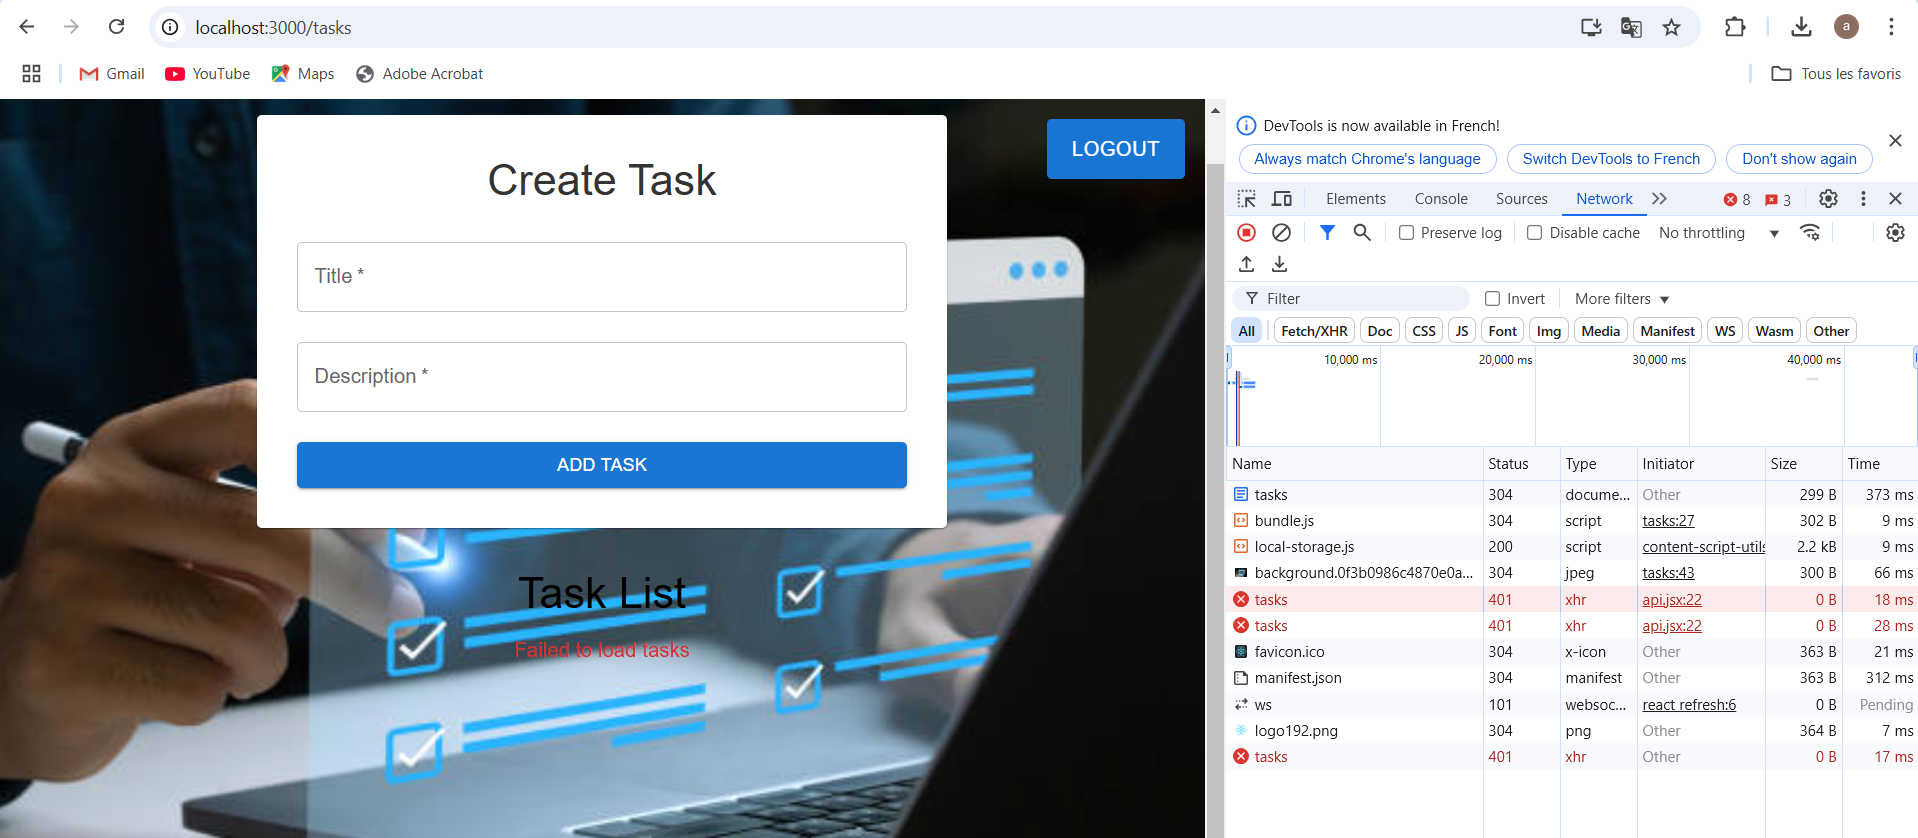 localhost:3000/tasks
a
Gmail YouTube Maps Adobe Acrobat Tous les favoris
LOGOUT
Create Task
Title *
Description *
ADD TASK
Task List
Failed to load tasks
DevTools is now available in French!
Always match Chrome's language Switch DevTools to French Don't show again
Elements Console Sources Network 8 3
Preserve log Disable cache No throttling
Filter Invert More filters
All Fetch/XHR Doc CSS JS Font Img Media Manifest WS Wasm Other
10,000 ms 20,000 ms 30,000 ms 40,000 ms
Name Status Type Initiator Size Time
tasks 304 docume... Other 299 B 373 ms
bundle.js 304 script tasks:27 302 B 9 ms
local-storage.js 200 script content-script-utils 2.2 kB 9 ms
background.0f3b0986c4870e0a... 304 jpeg tasks:43 300 B 66 ms
tasks 401 xhr api.jsx:22 0 B 18 ms
tasks 401 xhr api.jsx:22 0 B 28 ms
favicon.ico 304 x-icon Other 363 B 21 ms
manifest.json 304 manifest Other 363 B 312 ms
ws 101 websoc... react refresh:6 0 B Pending
logo192.png 304 png Other 364 B 7 ms
tasks 401 xhr Other 0 B 17 ms